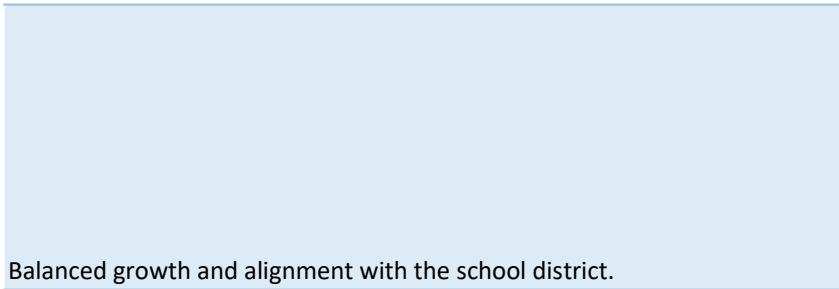 Balanced growth and alignment with the school district.